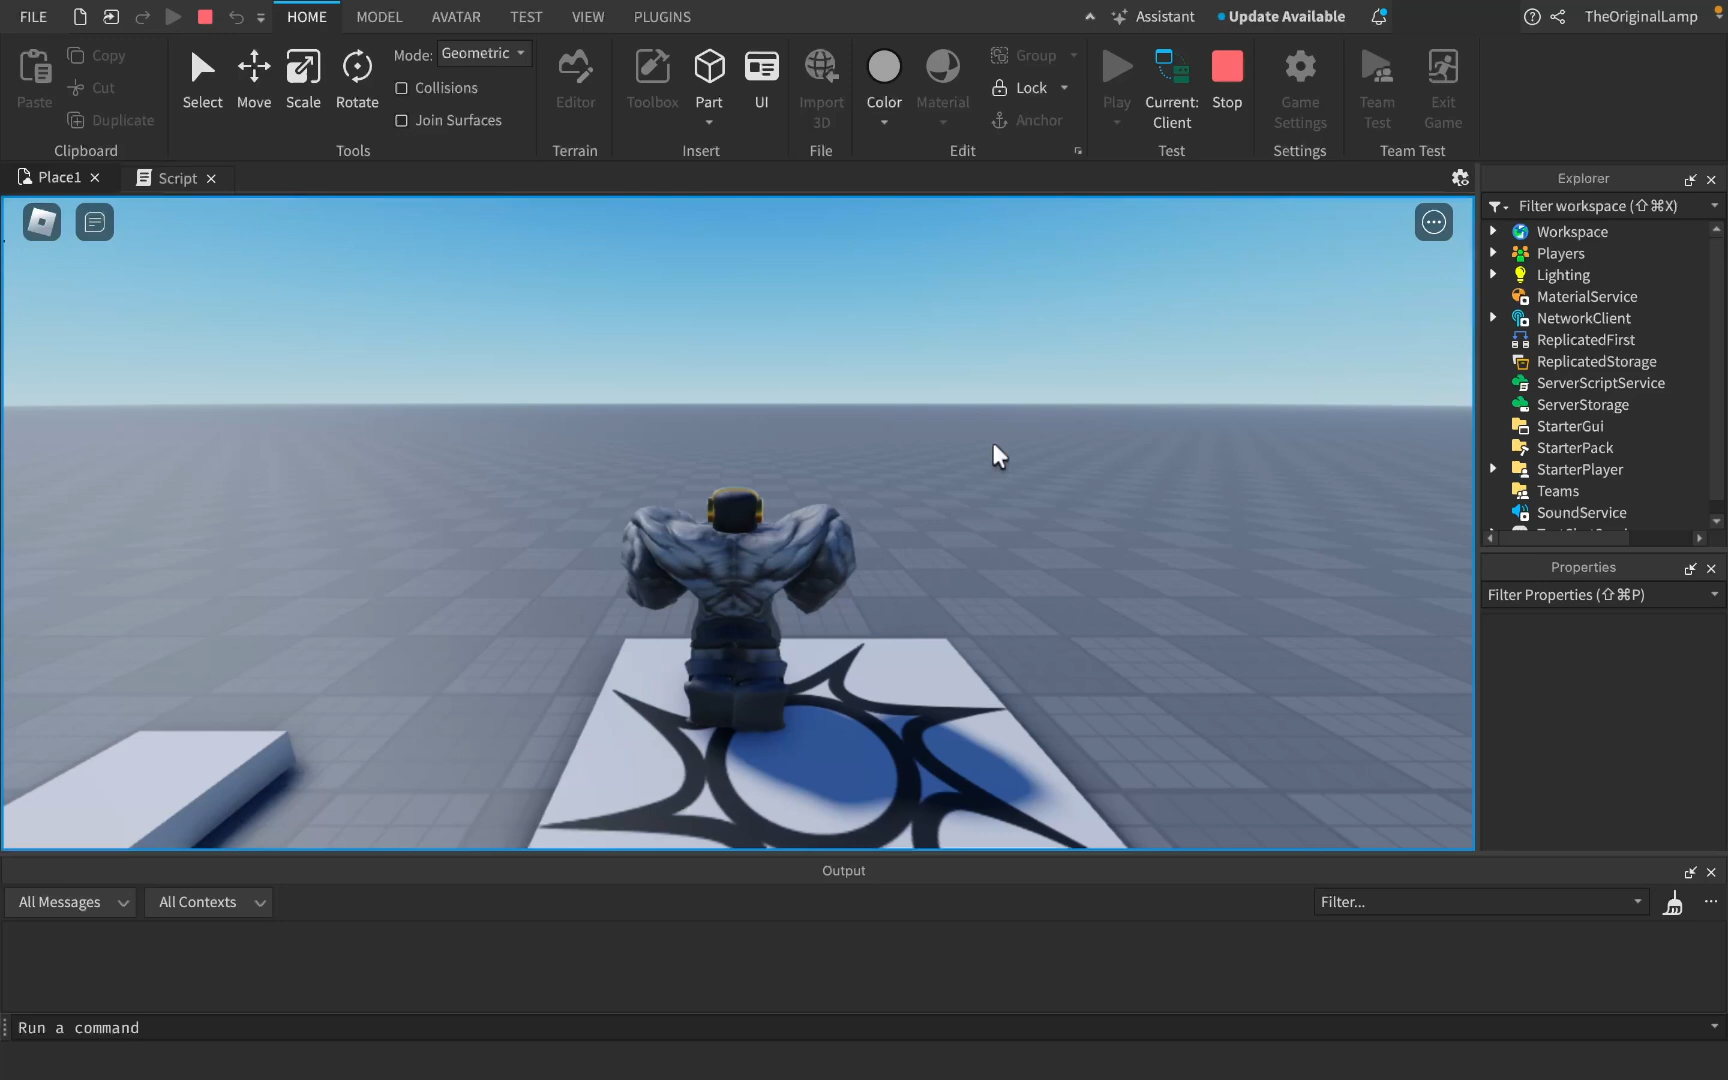 FILE HOME MODEL AVATAR TEST VIEW PLUGINS Assistant Update Available TheOriginalLamp
Paste
Copy
Cut
Duplicate
Clipboard
Select Move Scale Rotate
Mode: Geometric
Collisions
Join Surfaces
Tools
Editor
Terrain
Toolbox Part UI
Insert
Import
3D
File
Color Material
Group
Lock
Anchor
Edit
Play
Current:
Client
Stop
Test
Game
Settings
Settings
Team
Test
Exit
Game
Team Test
Place1 Script
Explorer
Filter workspace (⇧⌘X)
Workspace
Players
Lighting
MaterialService
NetworkClient
ReplicatedFirst
ReplicatedStorage
ServerScriptService
ServerStorage
StarterGui
StarterPack
StarterPlayer
Teams
SoundService
Properties
Filter Properties (⇧⌘P)
Output
All Messages All Contexts Filter...
Run a command